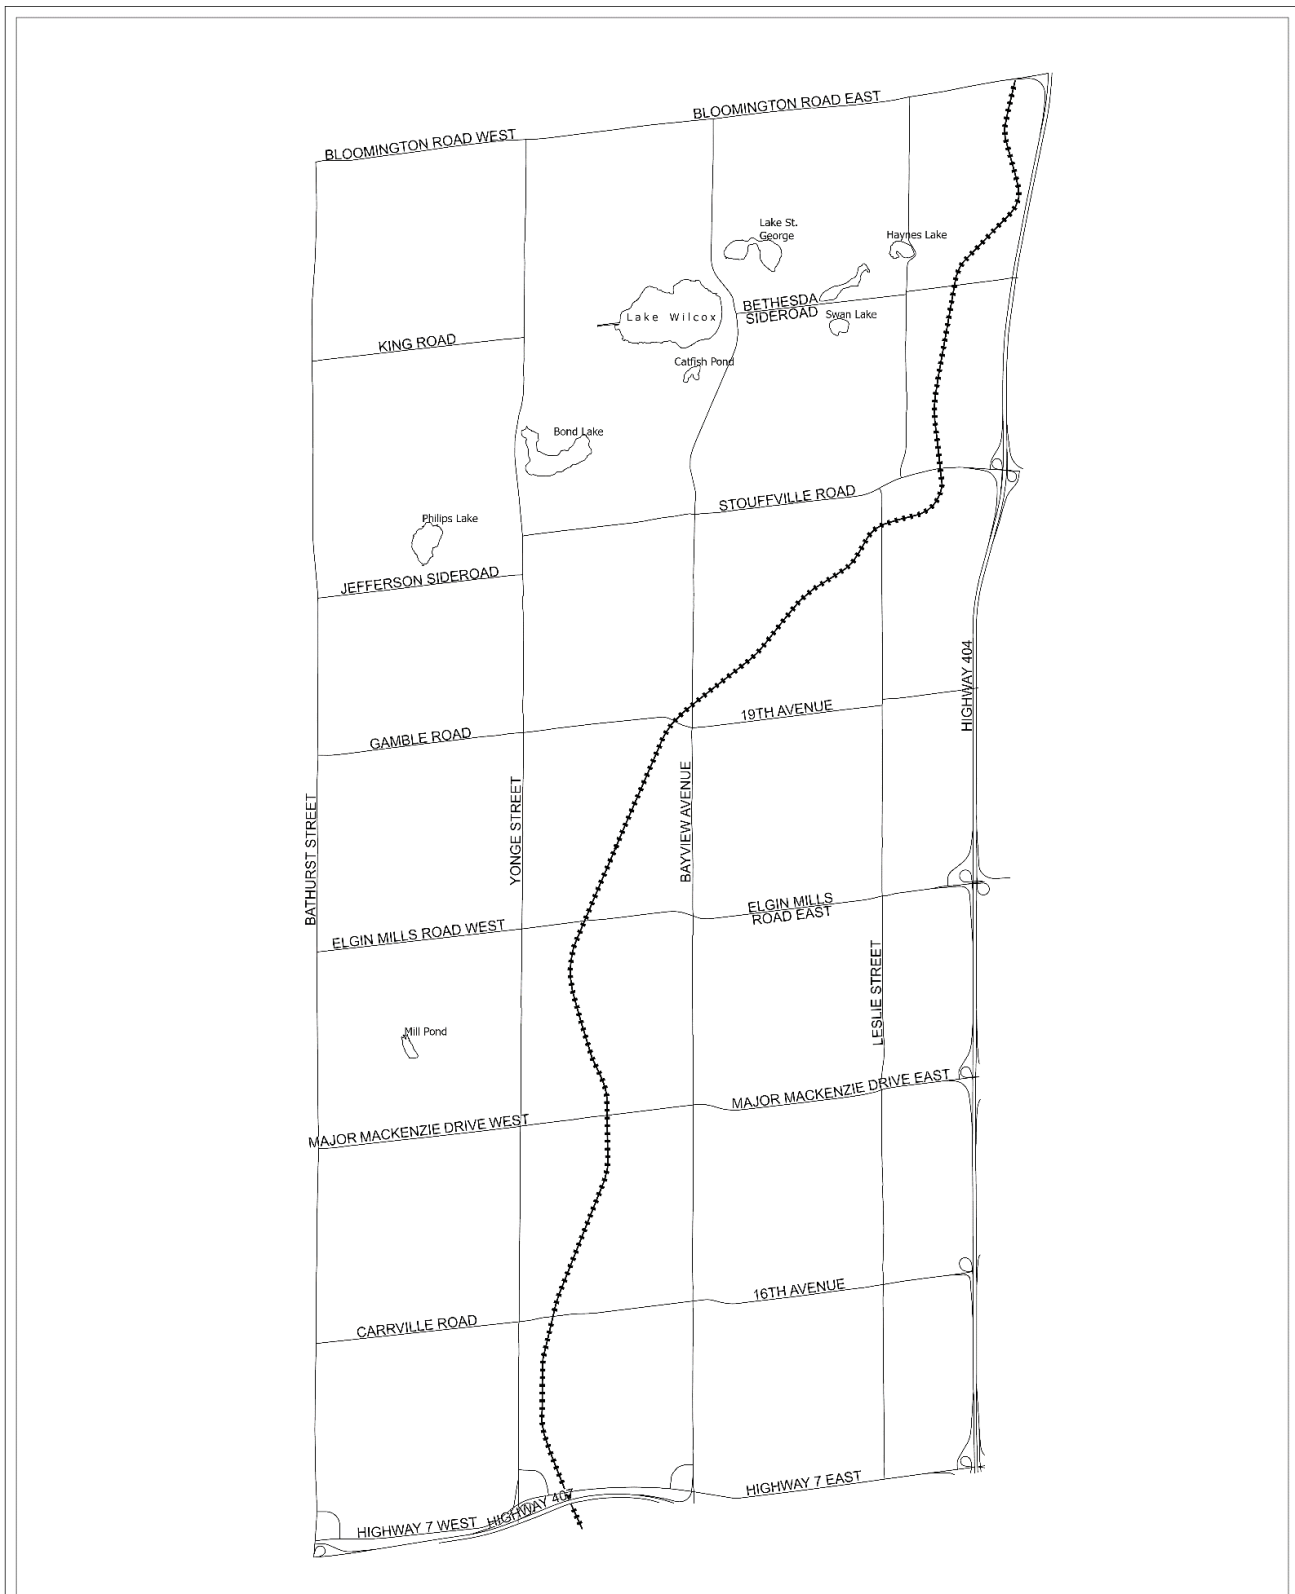 BLOOMINGTON ROAD EAST
BLOOMINGTON ROAD WEST
Lake St.
George
Haynes Lake
BETHESDA
SIDEROAD
Lake Wilcox
Swan Lake
KING ROAD
Catfish Pond
Bond Lake
STOUFFVILLE ROAD
Philips Lake
JEFFERSON SIDEROAD
HIGHWAY 404
19TH AVENUE
GAMBLE ROAD
BATHURST STREET
YONGE STREET
BAYVIEW AVENUE
ELGIN MILLS
ROAD EAST
ELGIN MILLS ROAD WEST
LESLIE STREET
Mill Pond
MAJOR MACKENZIE DRIVE EAST
MAJOR MACKENZIE DRIVE WEST
16TH AVENUE
CARRVILLE ROAD
HIGHWAY 7 EAST
HIGHWAY 407
HIGHWAY 7 WEST